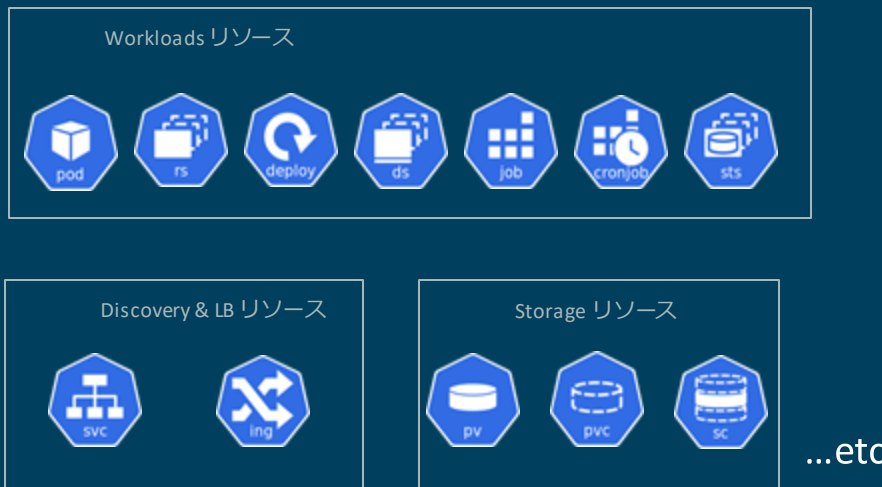 Workloads リソース
pod
rs
deploy
ds
job
cronjob
sts
Discovery & LB リソース
svc
ing
Storage リソース
pv
pvc
sc
...etc